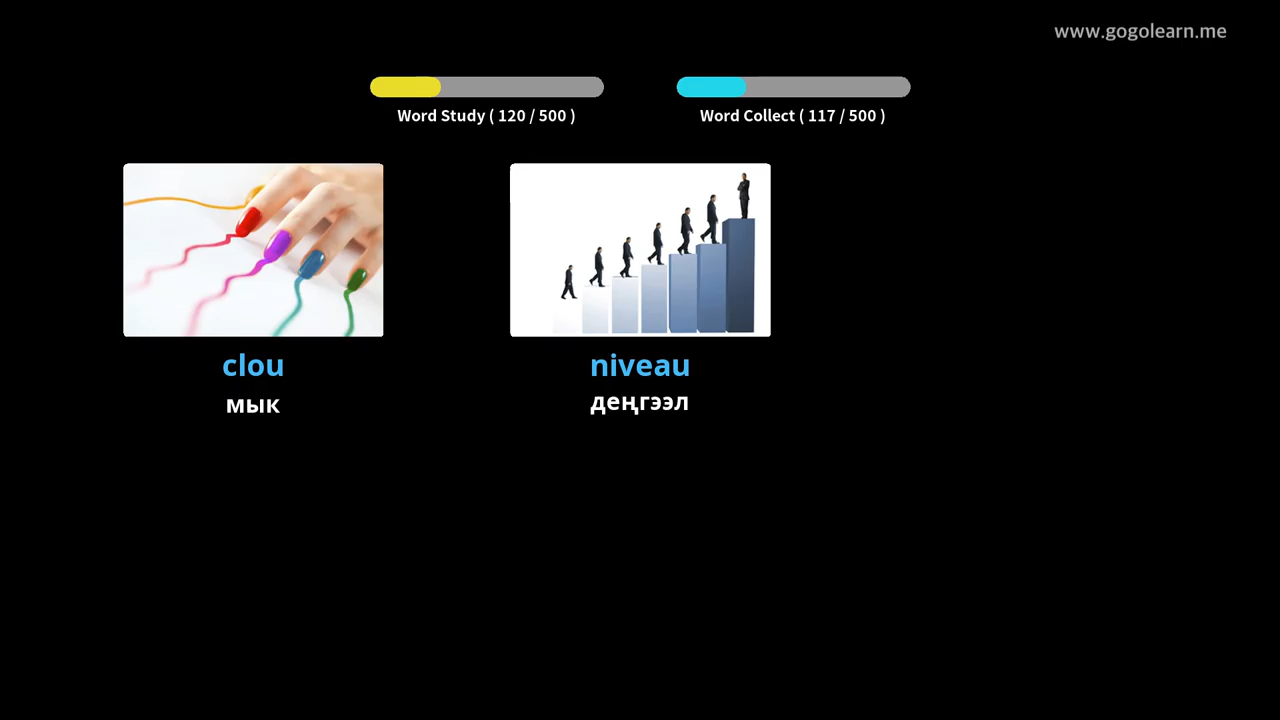 www.gogolearn.me
Word Study ( 120 / 500 )
Word Collect ( 117 / 500 )
clou
мык
niveau
деңгээл